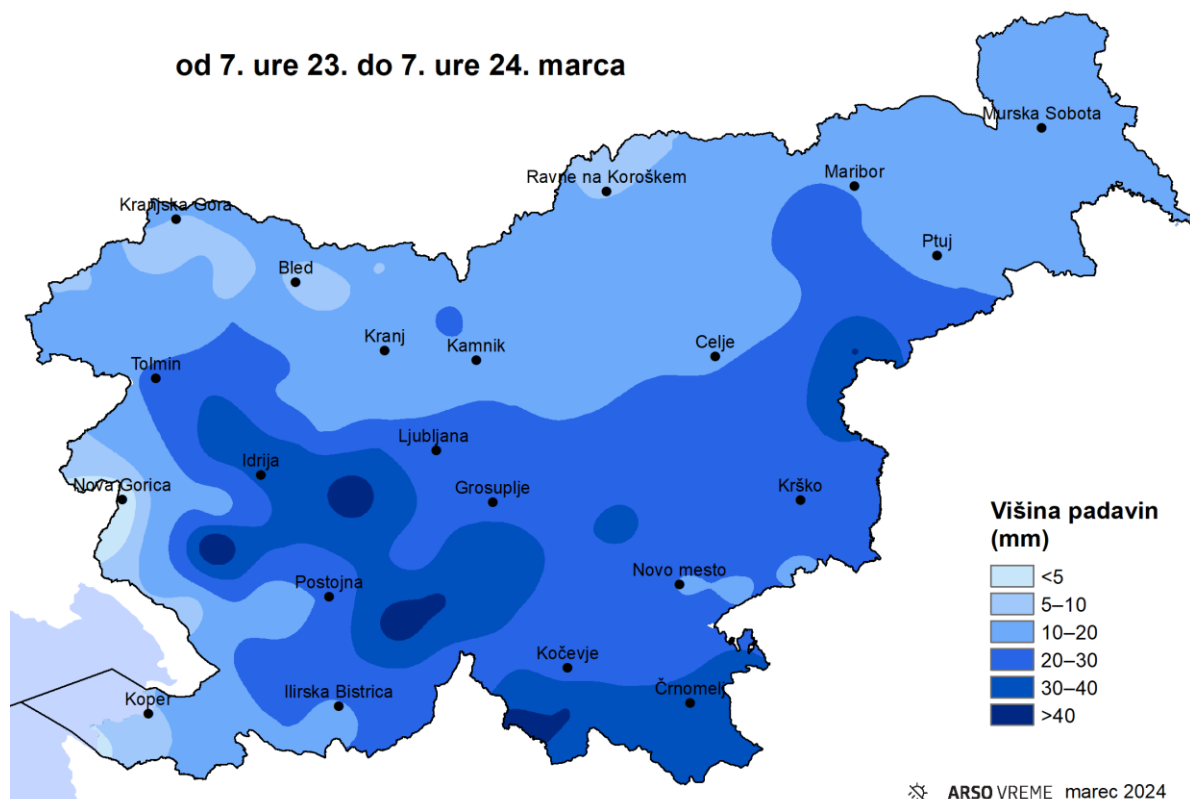 od 7. ure 23. do 7. ure 24. marca
Murska Sobota
Ravne na Koroškem
Maribor
Kranjska Gora
Ptuj
Bled
Kranj
Kamnik
Celje
Tolmin
Ljubljana
Idrija
Nova Gorica
Grosuplje
Krško
Postojna
Novo mesto
Kočevje
Koper
Ilirska Bistrica
Črnomelj
Višina padavin
(mm)
<5
5–10
10–20
20–30
30–40
>40
ARSO VREME marec 2024